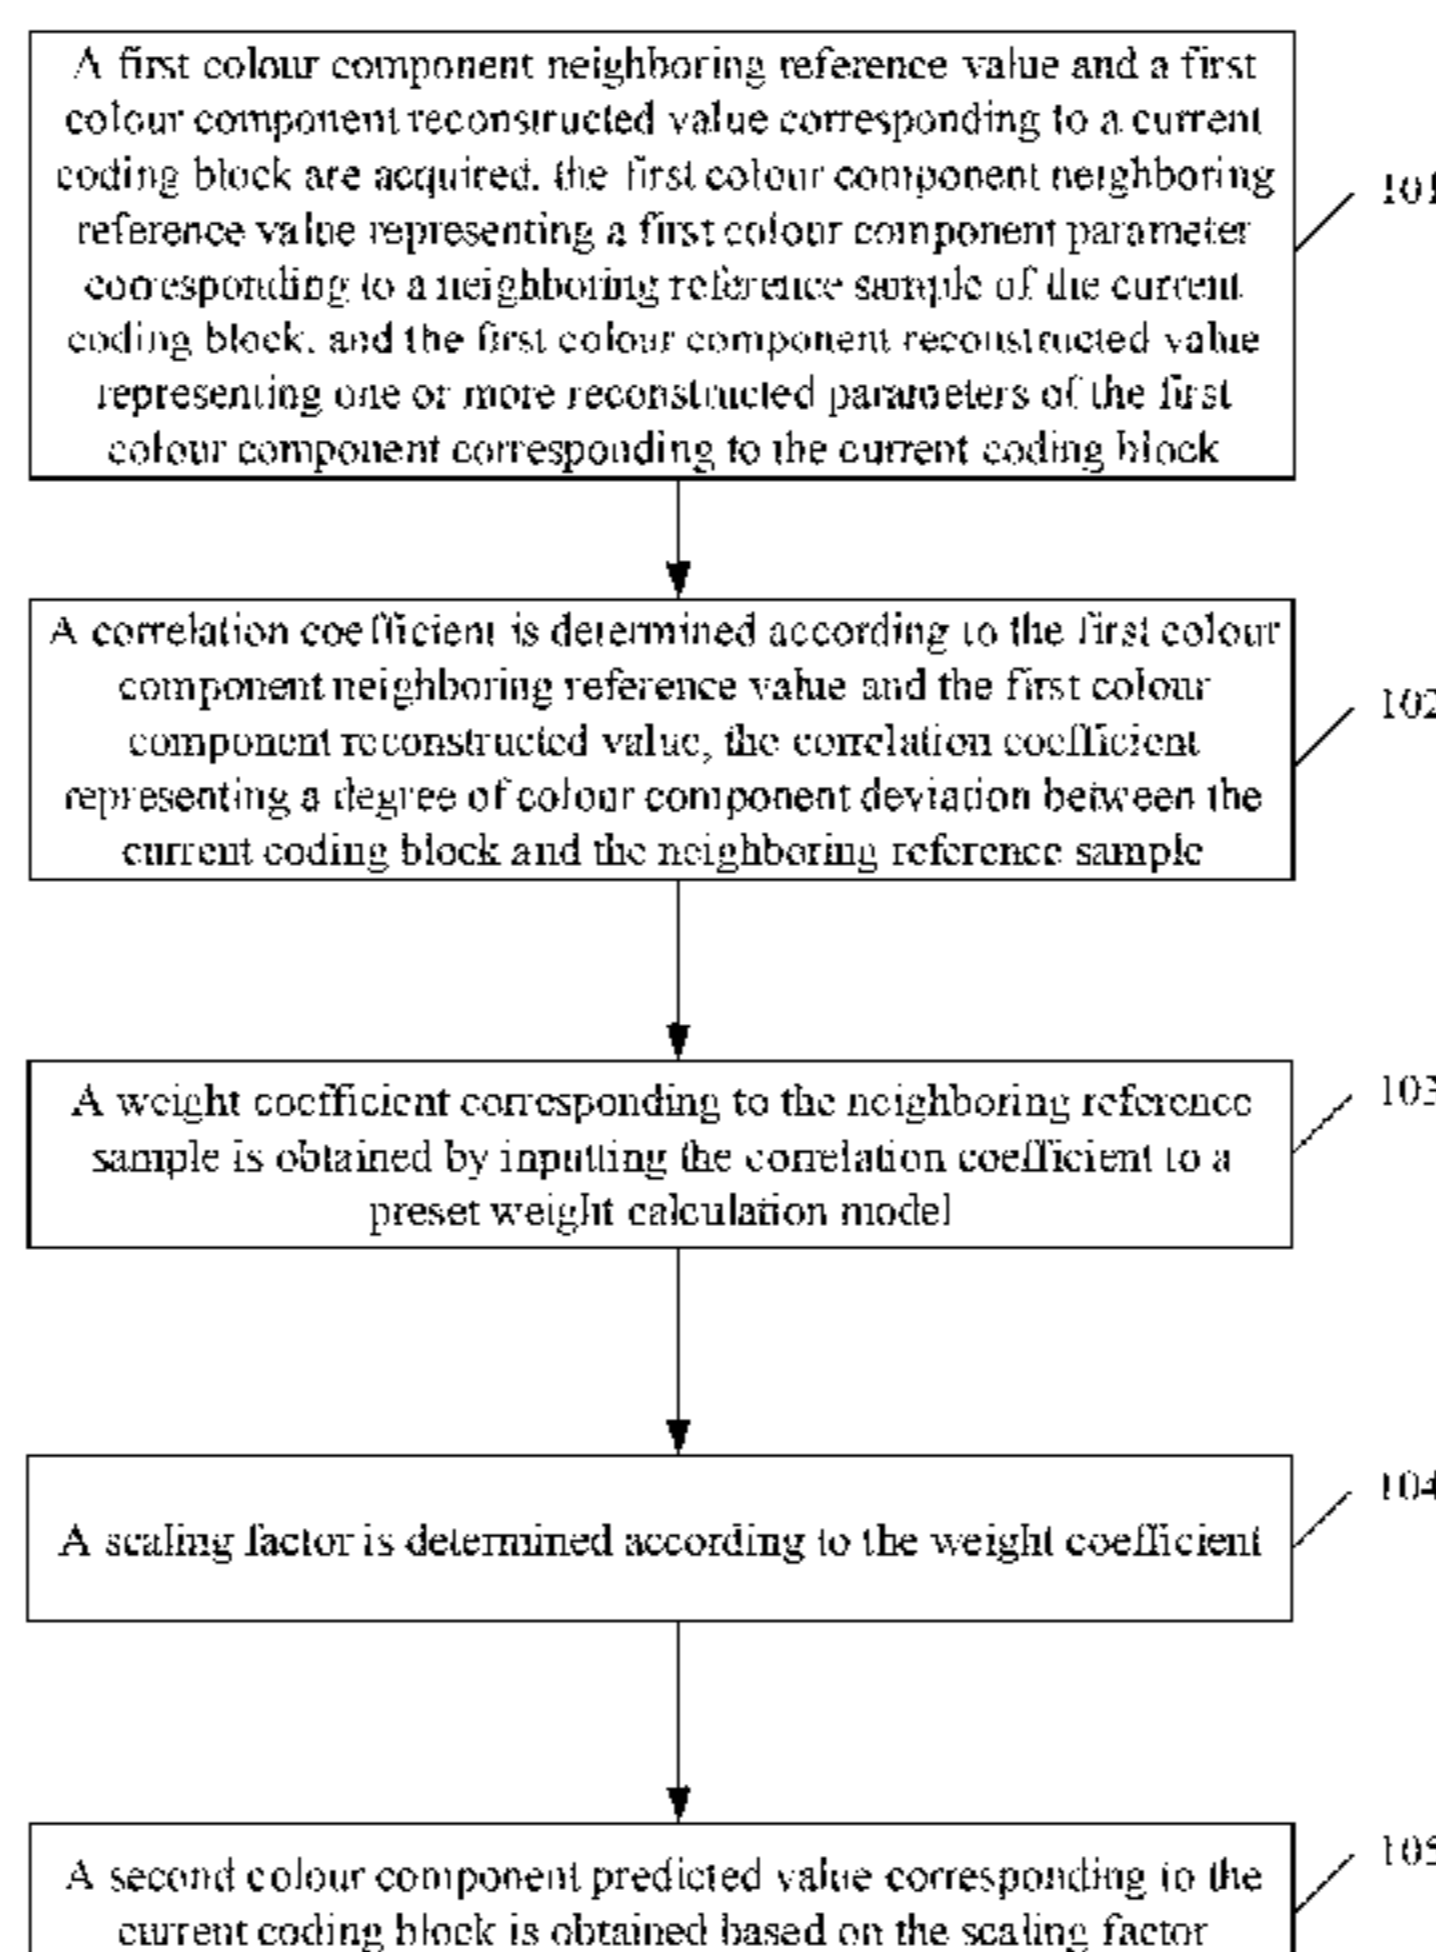 A first colour component neighboring reference value and a first
colour component reconstructed value corresponding to a current
coding block are acquired, the first colour component neighboring
reference value representing a first colour component parameter
corresponding to a neighboring reference sample of the current
coding block, and the first colour component reconstructed value
representing one or more reconstructed parameters of the first
colour component corresponding to the current coding block
101
A correlation coefficient is determined according to the first colour
component neighboring reference value and the first colour
component reconstructed value, the correlation coefficient
representing a degree of colour component deviation between the
current coding block and the neighboring reference sample
102
A weight coefficient corresponding to the neighboring reference
sample is obtained by inputting the correlation coefficient to a
preset weight calculation model
103
A scaling factor is determined according to the weight coefficient
104
A second colour component predicted value corresponding to the
current coding block is obtained based on the scaling factor
105